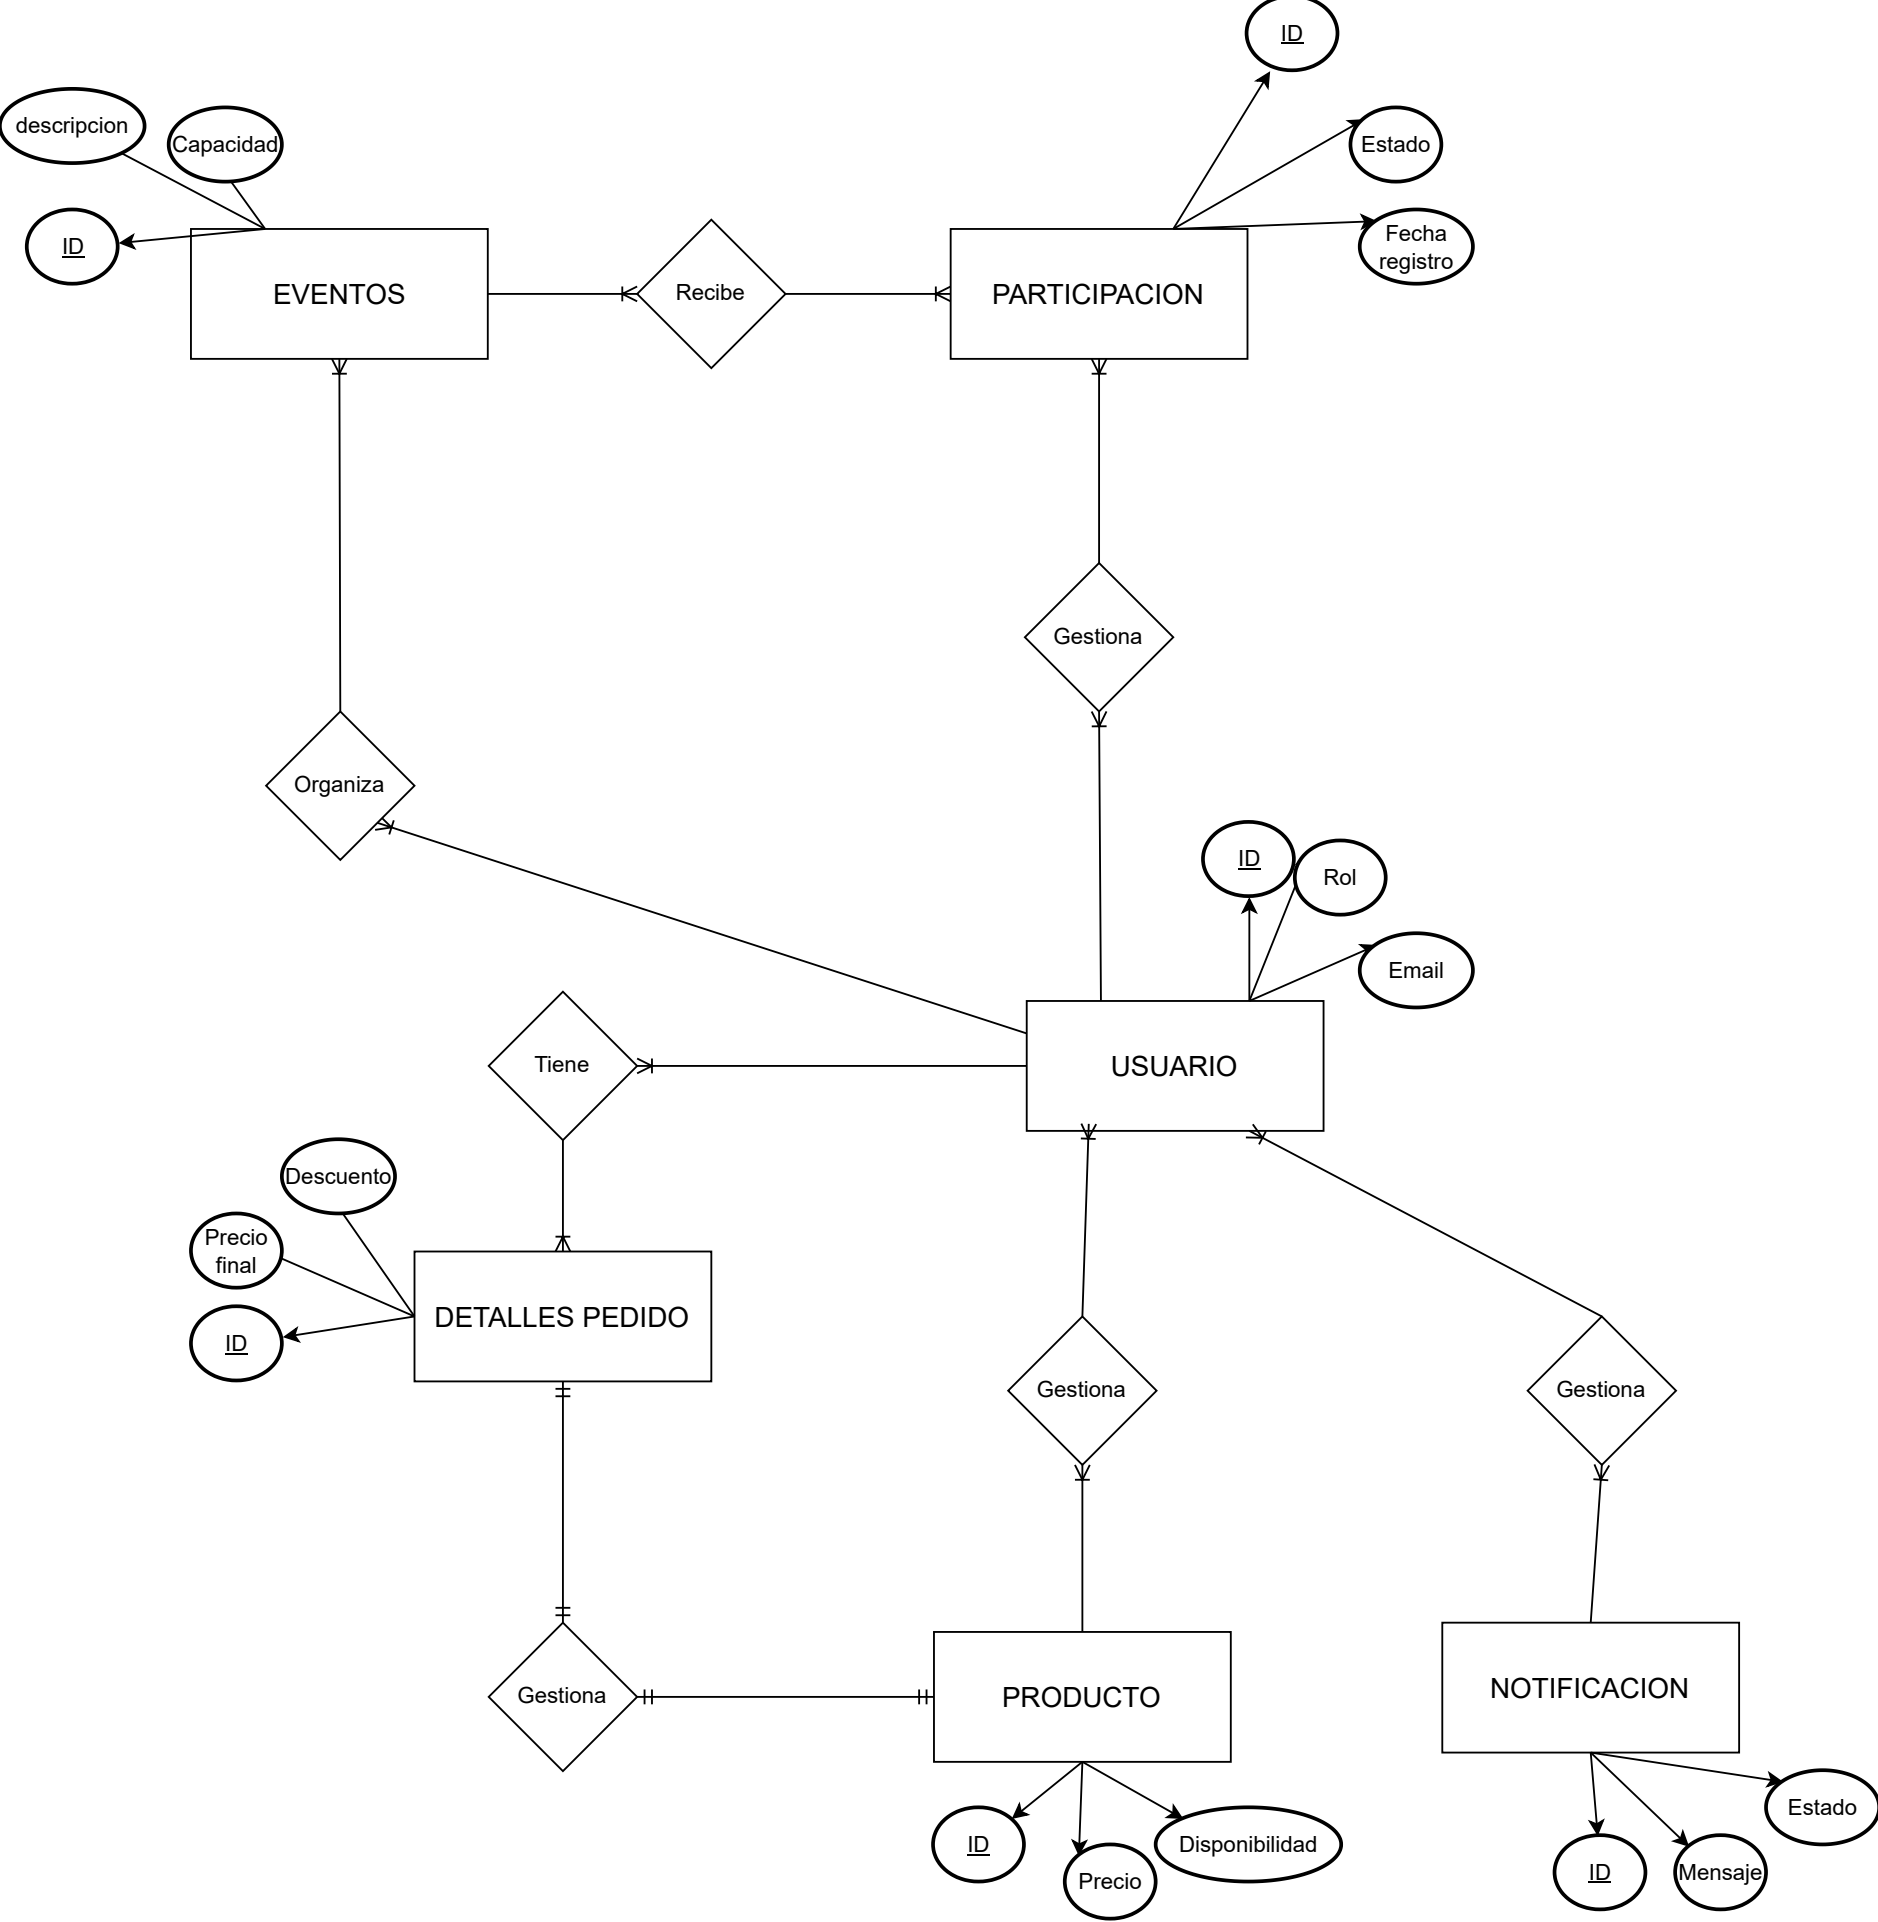 ID
descripcion
Capacidad
Estado
ID
Fecha
registro
EVENTOS
Recibe
PARTICIPACION
Gestiona
Organiza
ID
Rol
Email
Tiene
USUARIO
Descuento
Precio
final
DETALLES PEDIDO
ID
Gestiona
Gestiona
Gestiona
PRODUCTO
NOTIFICACION
ID
Precio
Disponibilidad
Estado
ID
Mensaje